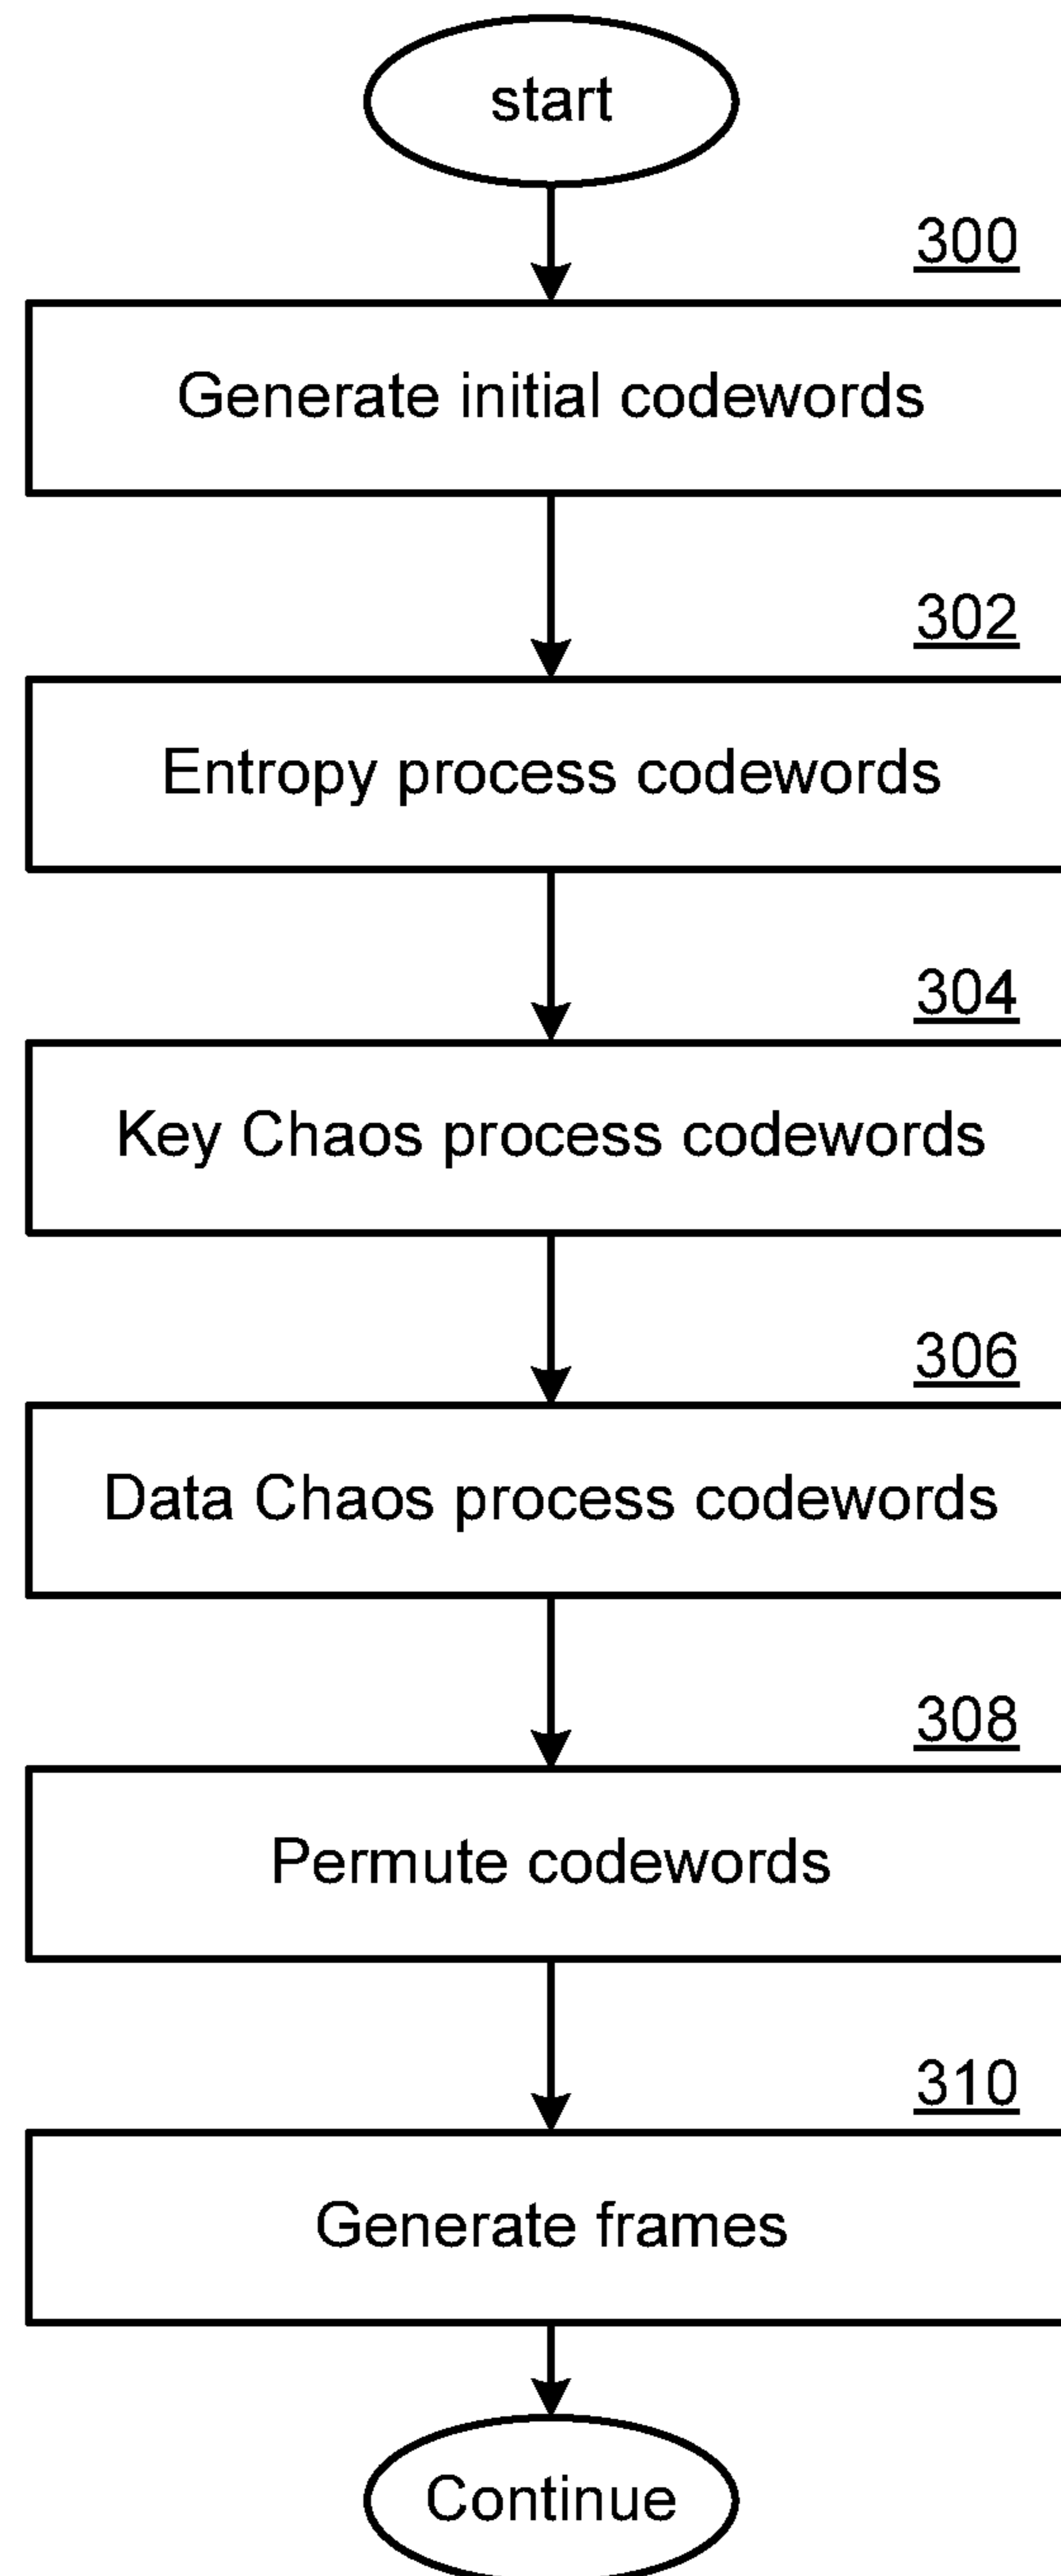 start
300
Generate initial codewords
302
Entropy process codewords
304
Key Chaos process codewords
306
Data Chaos process codewords
308
Permute codewords
310
Generate frames
Continue